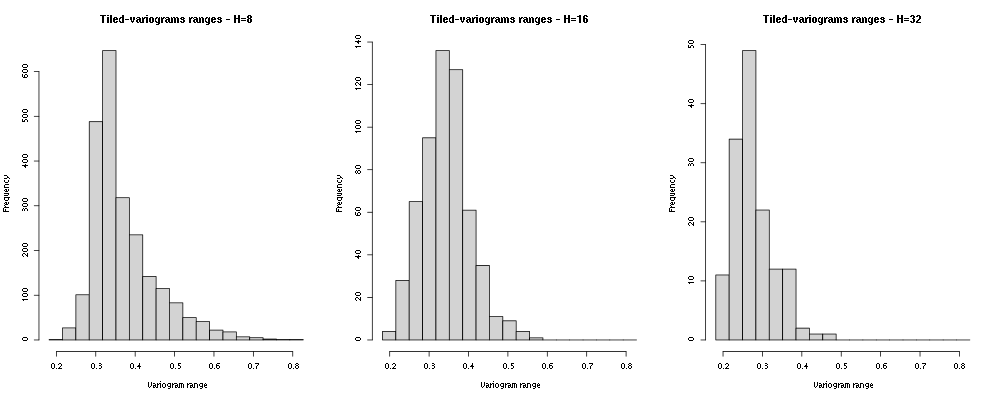 Tiled-variograms ranges - H=8
Frequency
600
500
400
300
200
100
0
0.2 0.3 0.4 0.5 0.6 0.7 0.8
Variogram range
Tiled-variograms ranges - H=16
Frequency
140
120
100
80
60
40
20
0
0.2 0.3 0.4 0.5 0.6 0.7 0.8
Variogram range
Tiled-variograms ranges - H=32
Frequency
50
40
30
20
10
0
0.2 0.3 0.4 0.5 0.6 0.7 0.8
Variogram range